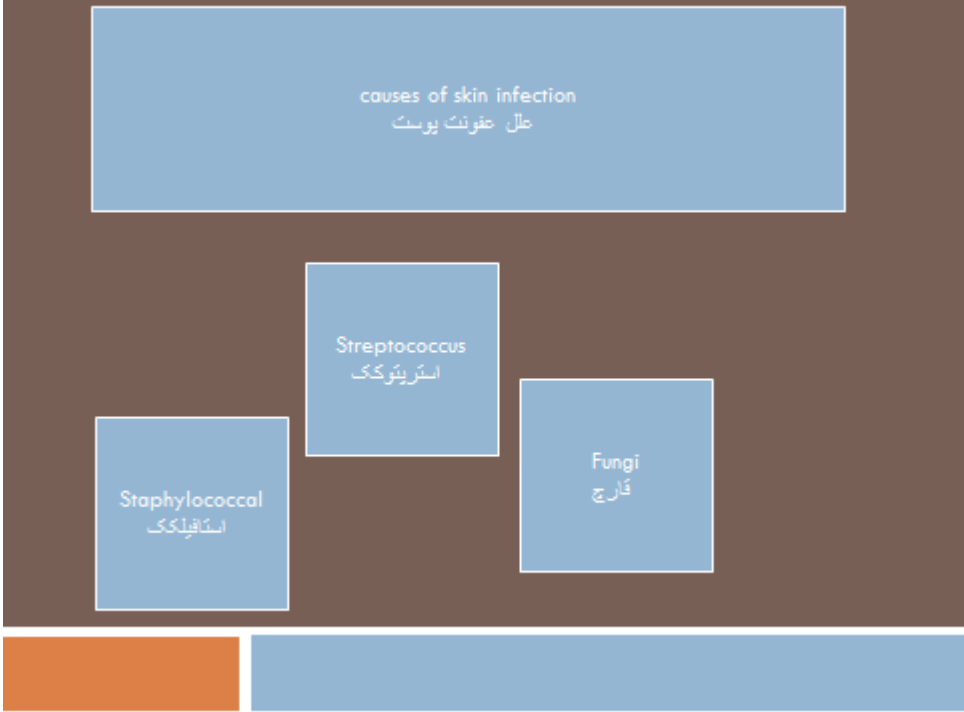 causes of skin infection
علل عفونت پوست
Streptococcus
استرپتوکک
Fungi
قارچ
Staphylococcal
استافیلکک